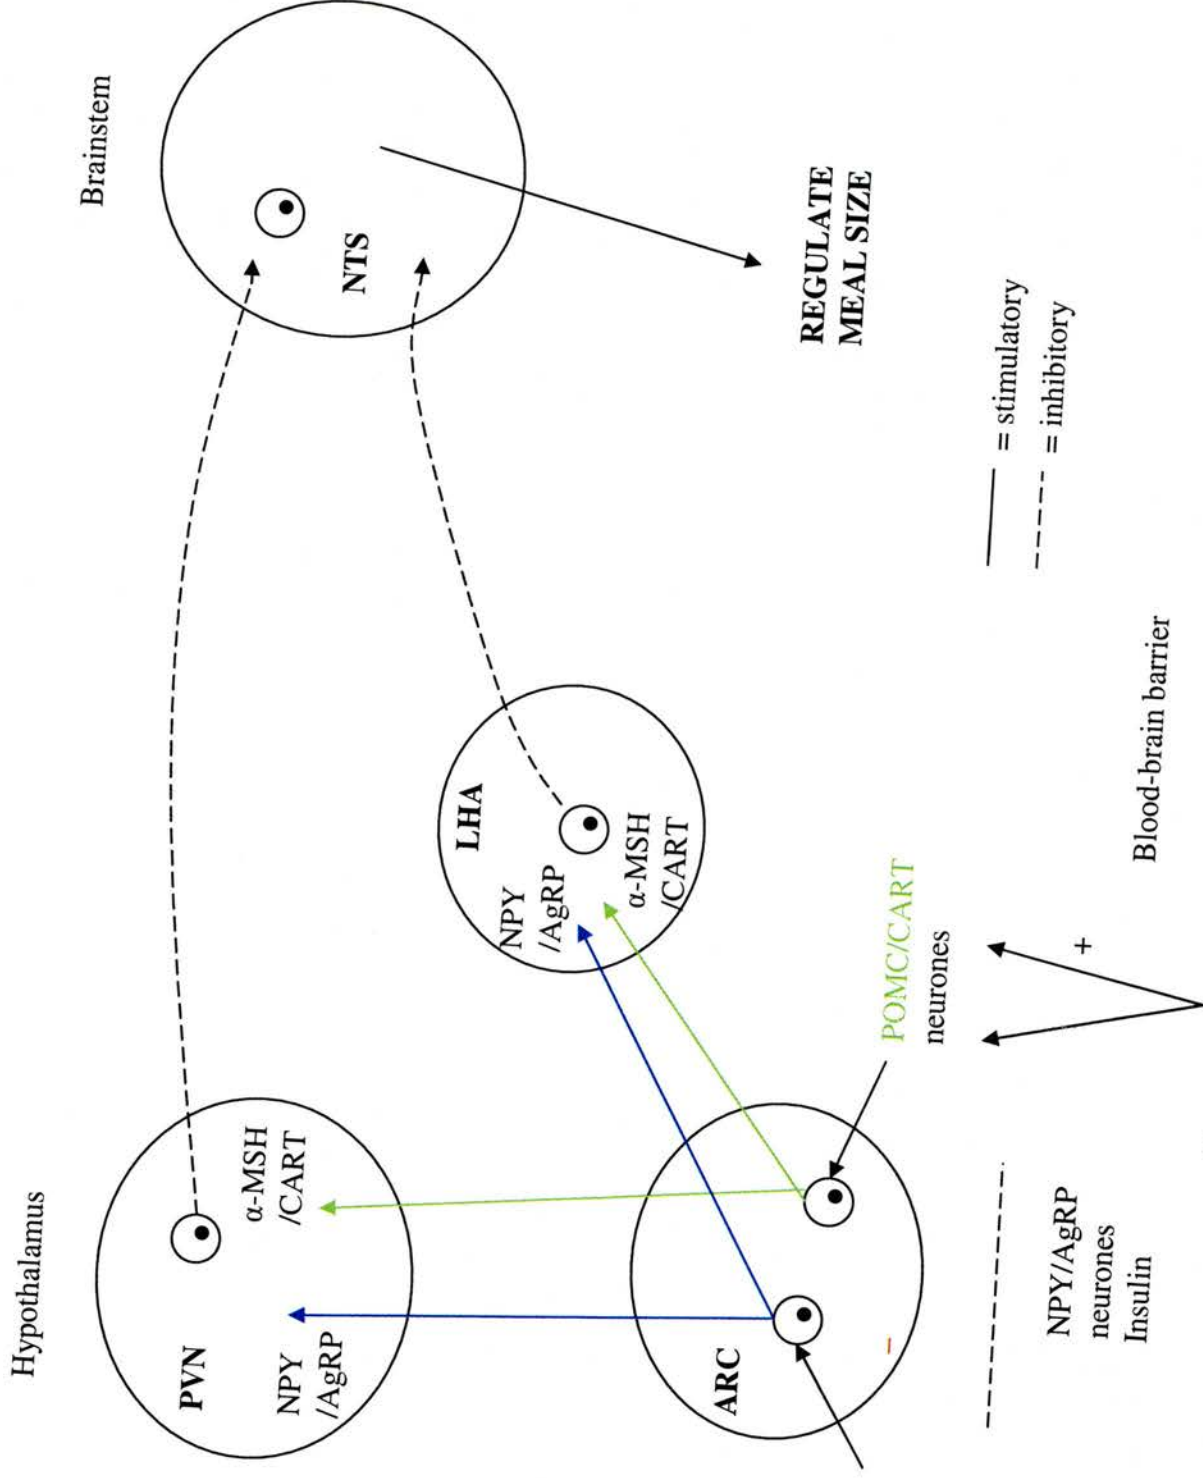 Hypothalamus
Brainstem
PVN
NPY
/AgRP
α-MSH
/CART
LHA
NPY
/AgRP
α-MSH
/CART
NTS
ARC
–
POMC/CART
neurones
REGULATE
MEAL SIZE
= stimulatory
= inhibitory
NPY/AgRP
neurones
Insulin
+
Blood-brain barrier